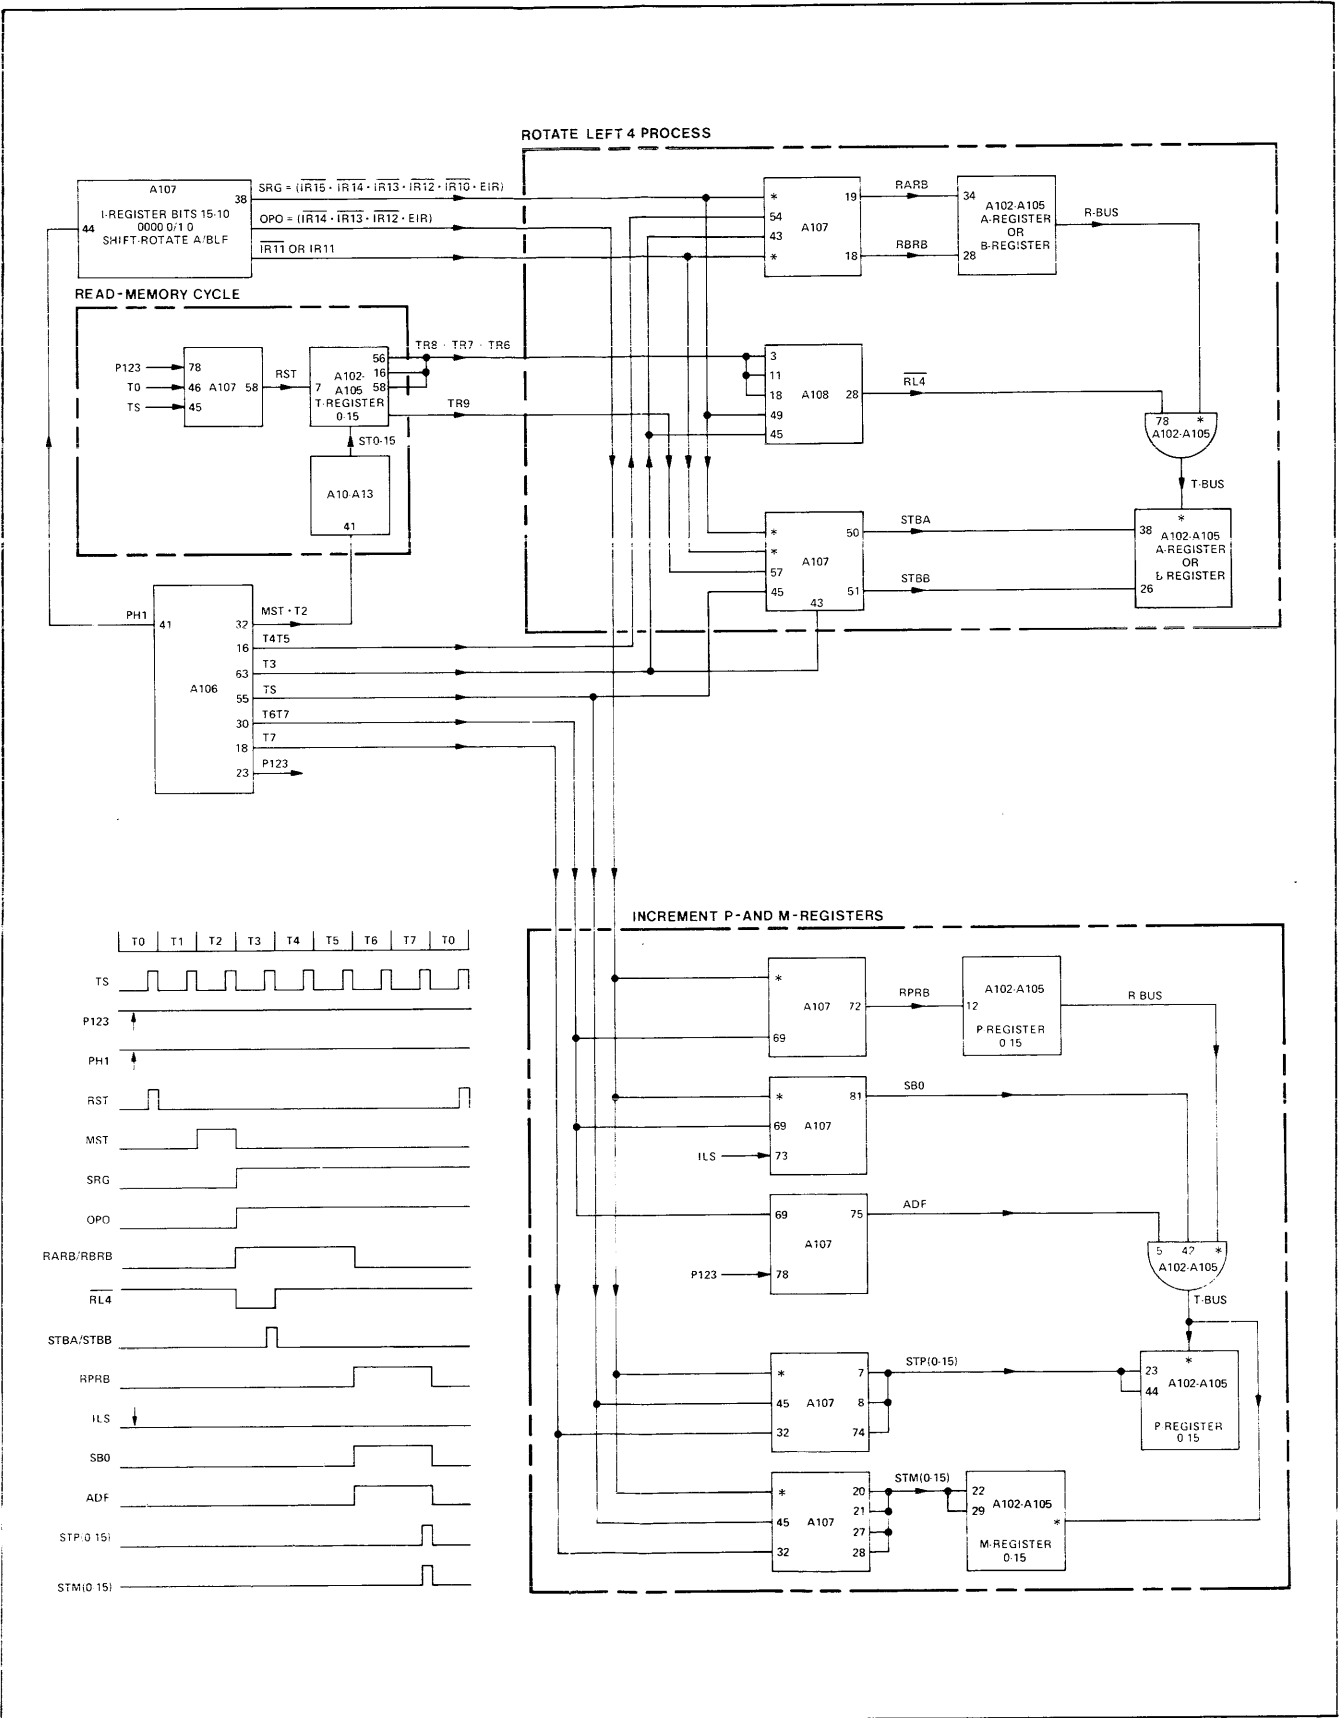 ROTATE LEFT 4 PROCESS
A107
38
I-REGISTER BITS 15-10
0000 0/1 0
SHIFT-ROTATE A/BLF
44
SRG = (IR15 · IR14 · IR13 · IR12 · IR10 · EIR)
OPO = (IR14 · IR13 · IR12 · EIR)
IR11 OR IR11
*
54
43
*
A107
19
18
RARB
RBRB
34
28
A102-A105
A-REGISTER
OR
B-REGISTER
R-BUS
READ-MEMORY CYCLE
P123
T0
TS
78
46
45
A107
58
RST
7
A102-
A105
T-REGISTER
0-15
56
16
58
TR8 · TR7 · TR6
TR9
ST0-15
A10-A13
41
3
11
18
49
45
A108
28
RL4
78
*
A102-A105
T-BUS
*
*
57
45
A107
43
50
51
STBA
STBB
*
38
26
A102-A105
A-REGISTER
OR
B REGISTER
PH1
41
A106
32
16
63
55
30
18
23
MST · T2
T4T5
T3
TS
T6T7
T7
P123
T0 T1 T2 T3 T4 T5 T6 T7 T0
TS
P123
PH1
RST
MST
SRG
OPO
RARB/RBRB
RL4
STBA/STBB
RPRB
ILS
SB0
ADF
STP(0-15)
STM(0-15)
INCREMENT P-AND M-REGISTERS
*
69
A107
72
RPRB
12
A102-A105
P REGISTER
0 15
R BUS
*
69
73
A107
81
ILS
SB0
69
78
A107
75
P123
ADF
5
42
*
A102-A105
T-BUS
*
45
32
A107
7
8
74
STP(0-15)
*
23
44
A102-A105
P-REGISTER
0 15
*
45
32
A107
20
21
27
28
STM(0-15)
22
29
A102-A105
*
M-REGISTER
0-15